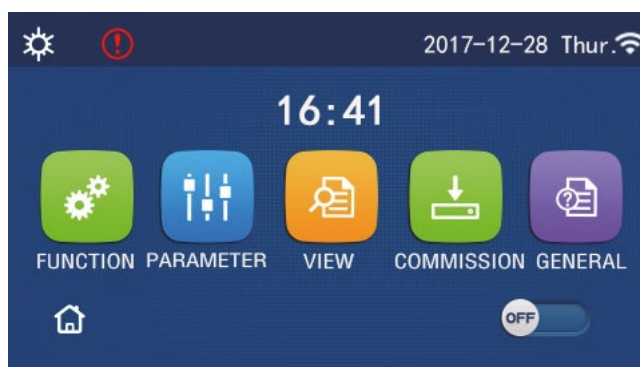 2017-12-28 Thur.
16:41
FUNCTION PARAMETER VIEW COMMISSION GENERAL
OFF